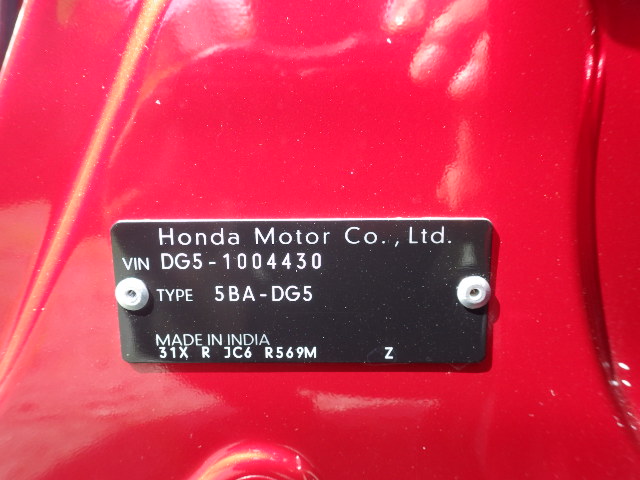 Honda Motor Co., Ltd.
VIN DG5-1004430
TYPE 5BA-DG5
MADE IN INDIA
31X R JC6 R569M Z